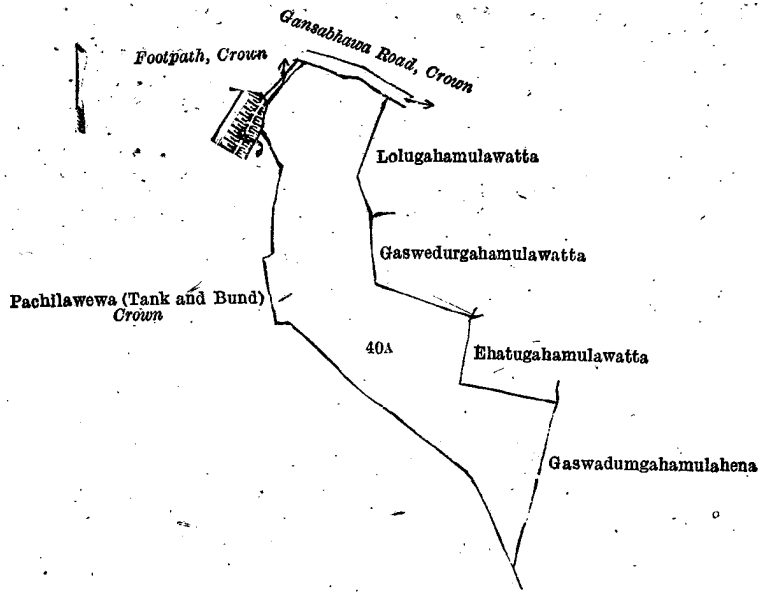 Gansabhawa Road, Crown
Footpath, Crown
Lolugahamulawatta
Gaswedurgahamulawatta
Pachilawewa (Tank and Bund)
Crown
40A
Ehatugahamulawatta
Gaswadumgahamulahena